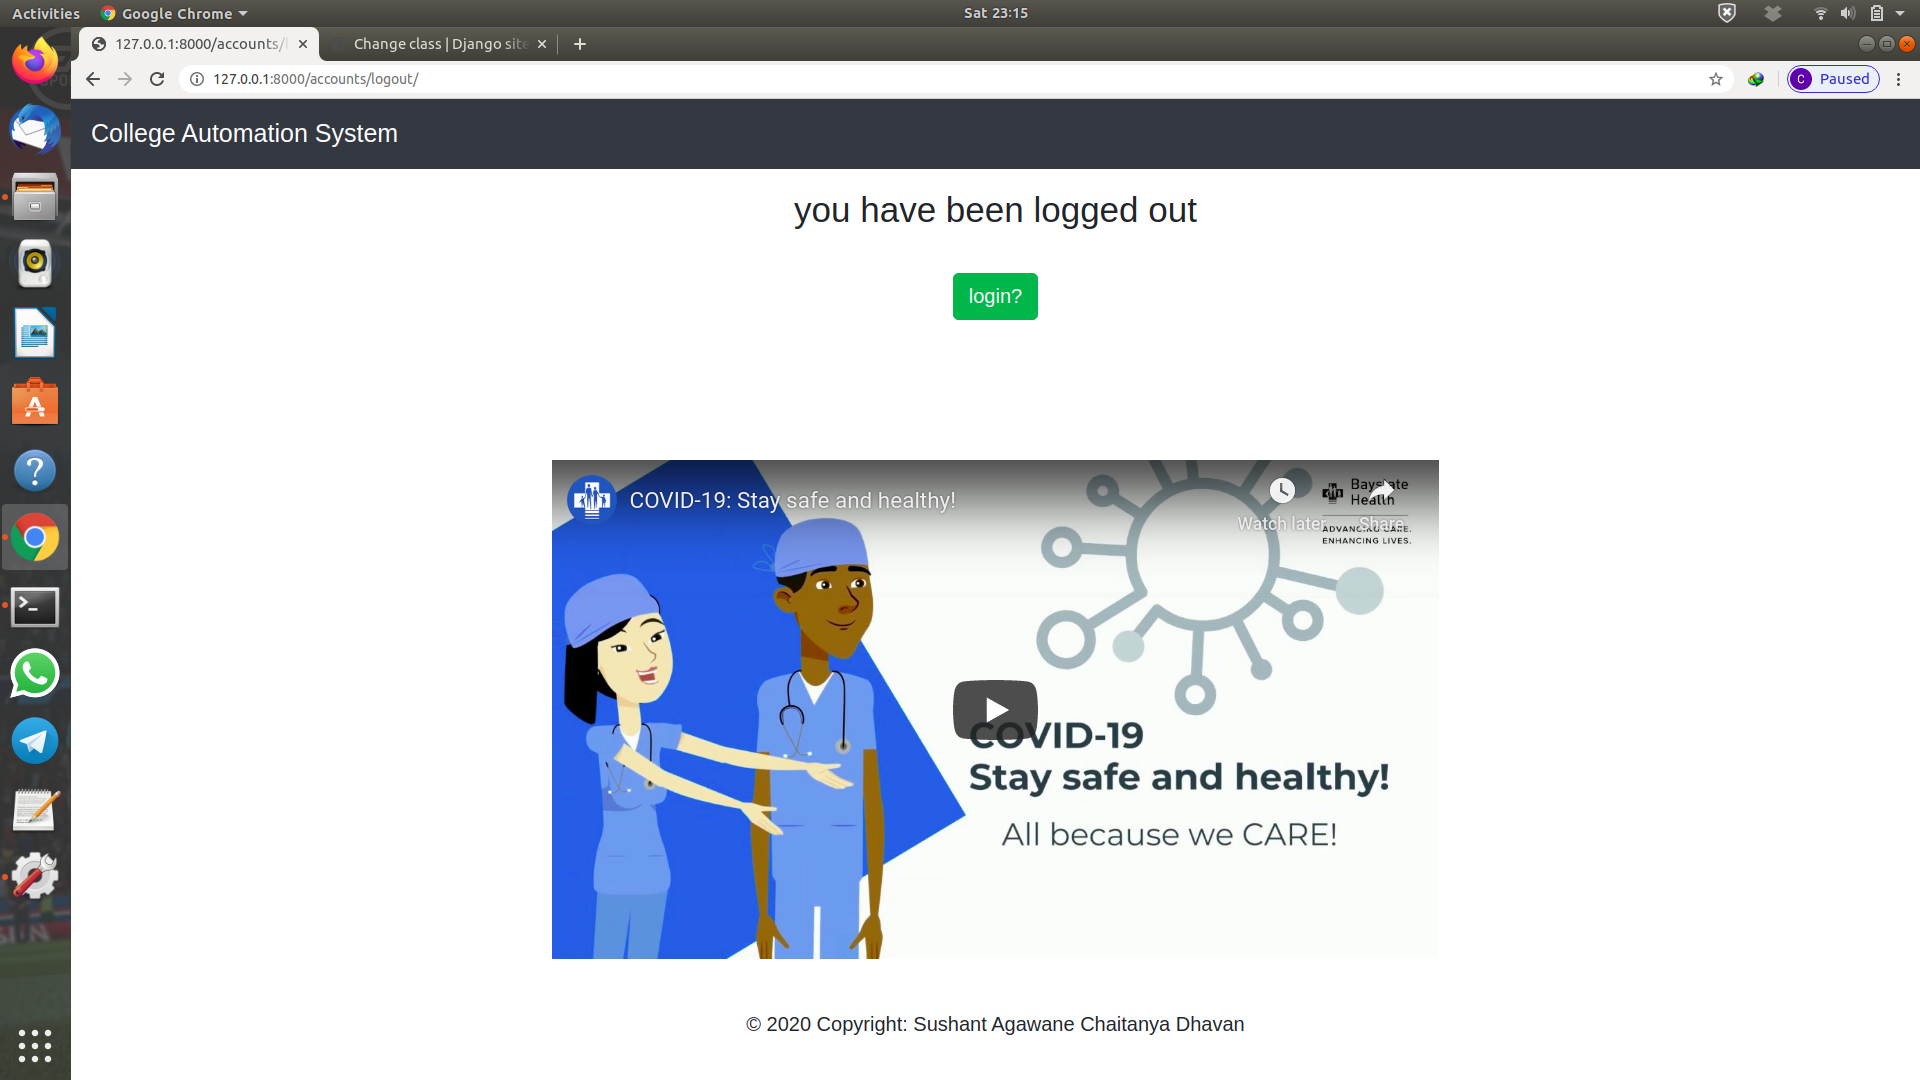 Activities
Google Chrome
Sat 23:15
127.0.0.1:8000/accounts/l
Change class | Django site
127.0.0.1:8000/accounts/logout/
C
Paused
College Automation System
you have been logged out
login?
COVID-19: Stay safe and healthy!
Watch later
Share
Baystate
Health
ADVANCING CARE.
ENHANCING LIVES.
COVID-19
Stay safe and healthy!
All because we CARE!
© 2020 Copyright: Sushant Agawane Chaitanya Dhavan